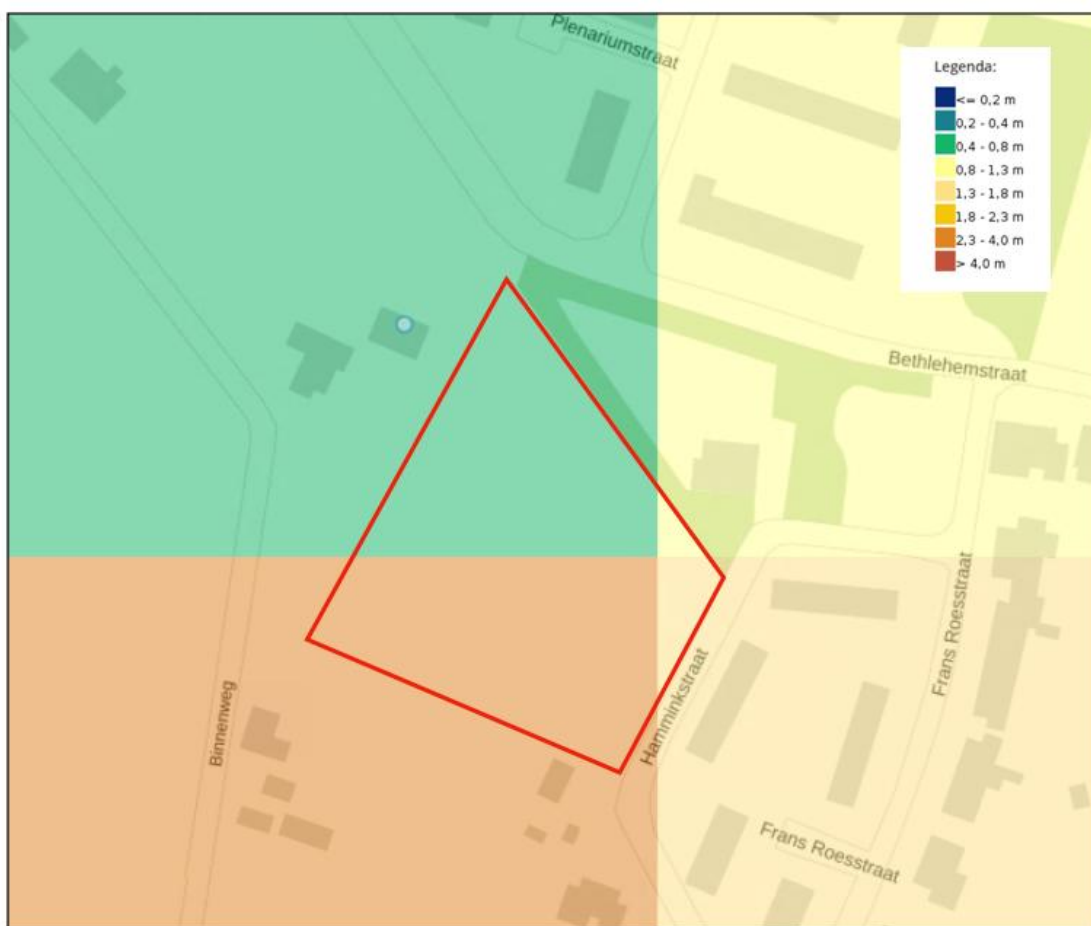 Plenariumstraat
Legenda:
<= 0,2 m
0,2 - 0,4 m
0,4 - 0,8 m
0,8 - 1,3 m
1,3 - 1,8 m
1,8 - 2,3 m
2,3 - 4,0 m
> 4,0 m
Bethlehemstraat
Frans Roesstraat
Hamminkstraat
Binnenweg
Frans Roesstraat